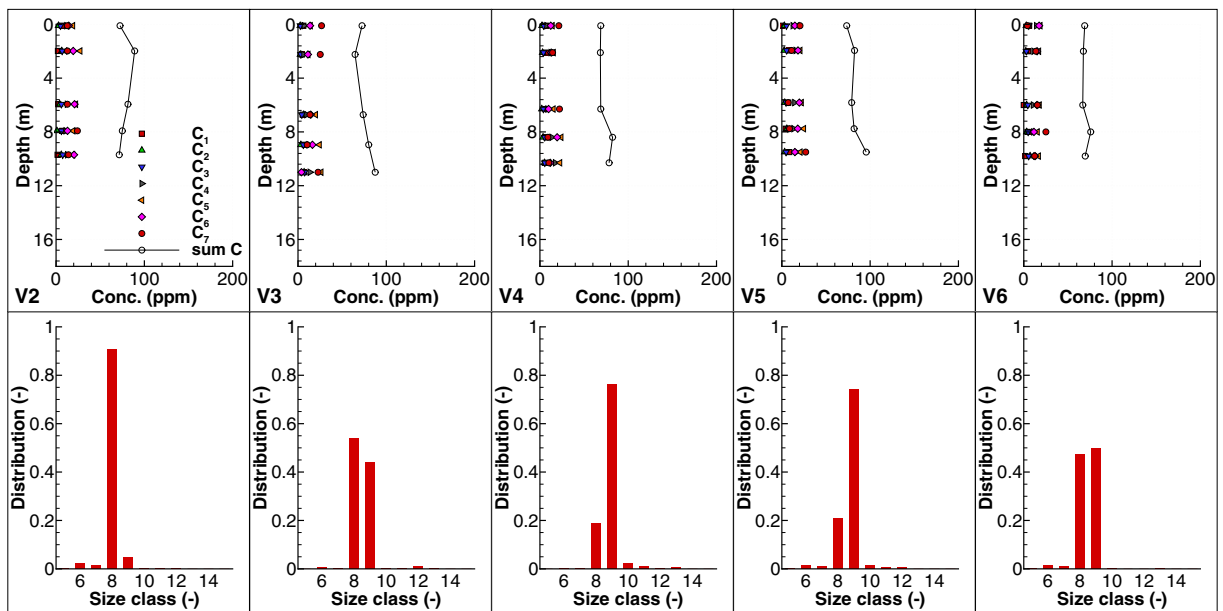 0 4 8 12 16
Depth (m)
C1
C2
C3
C4
C5
C6
C7
sum C
0 100 200
V2 Conc. (ppm)
0 4 8 12 16
Depth (m)
0 100 200
V3 Conc. (ppm)
0 4 8 12 16
Depth (m)
0 100 200
V4 Conc. (ppm)
0 4 8 12 16
Depth (m)
0 100 200
V5 Conc. (ppm)
0 4 8 12 16
Depth (m)
0 100 200
V6 Conc. (ppm)
1 0.8 0.6 0.4 0.2 0
Distribution (-)
6 8 10 12 14
Size class (-)
1 0.8 0.6 0.4 0.2 0
Distribution (-)
6 8 10 12 14
Size class (-)
1 0.8 0.6 0.4 0.2 0
Distribution (-)
6 8 10 12 14
Size class (-)
1 0.8 0.6 0.4 0.2 0
Distribution (-)
6 8 10 12 14
Size class (-)
1 0.8 0.6 0.4 0.2 0
Distribution (-)
6 8 10 12 14
Size class (-)